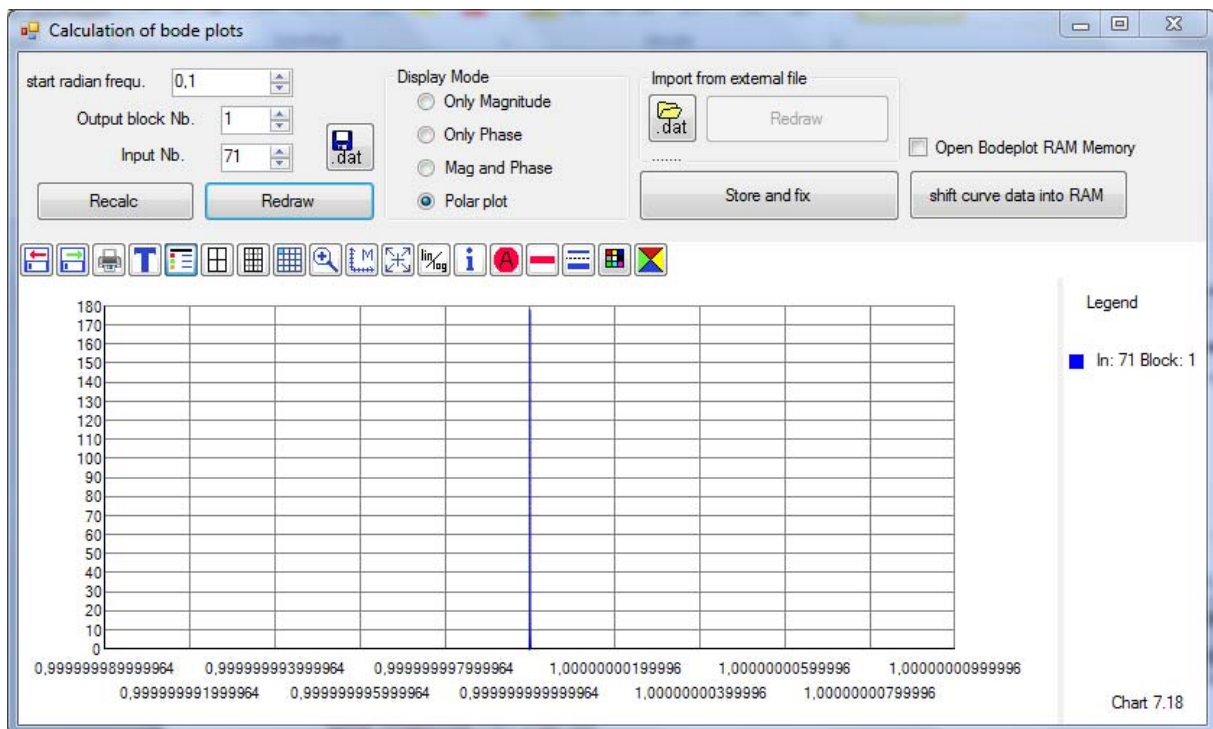 Calculation of bode plots
start radian frequ. 0,1
Output block Nb. 1
Input Nb. 71
.dat
Recalc
Redraw
Display Mode
Only Magnitude
Only Phase
Mag and Phase
Polar plot
Import from external file
.dat
Redraw
.......
Store and fix
Open Bodeplot RAM Memory
shift curve data into RAM
T
M
lin/log
i
A
180
170
160
150
140
130
120
110
100
90
80
70
60
50
40
30
20
10
0
0,9999999989999964 0,999999993999964 0,999999997999964 1,00000000199996 1,00000000599996 1,00000000999996
0,999999991999964 0,999999995999964 0,999999999999964 1,00000000399996 1,00000000799996
Legend
In: 71 Block: 1
Chart 7.18